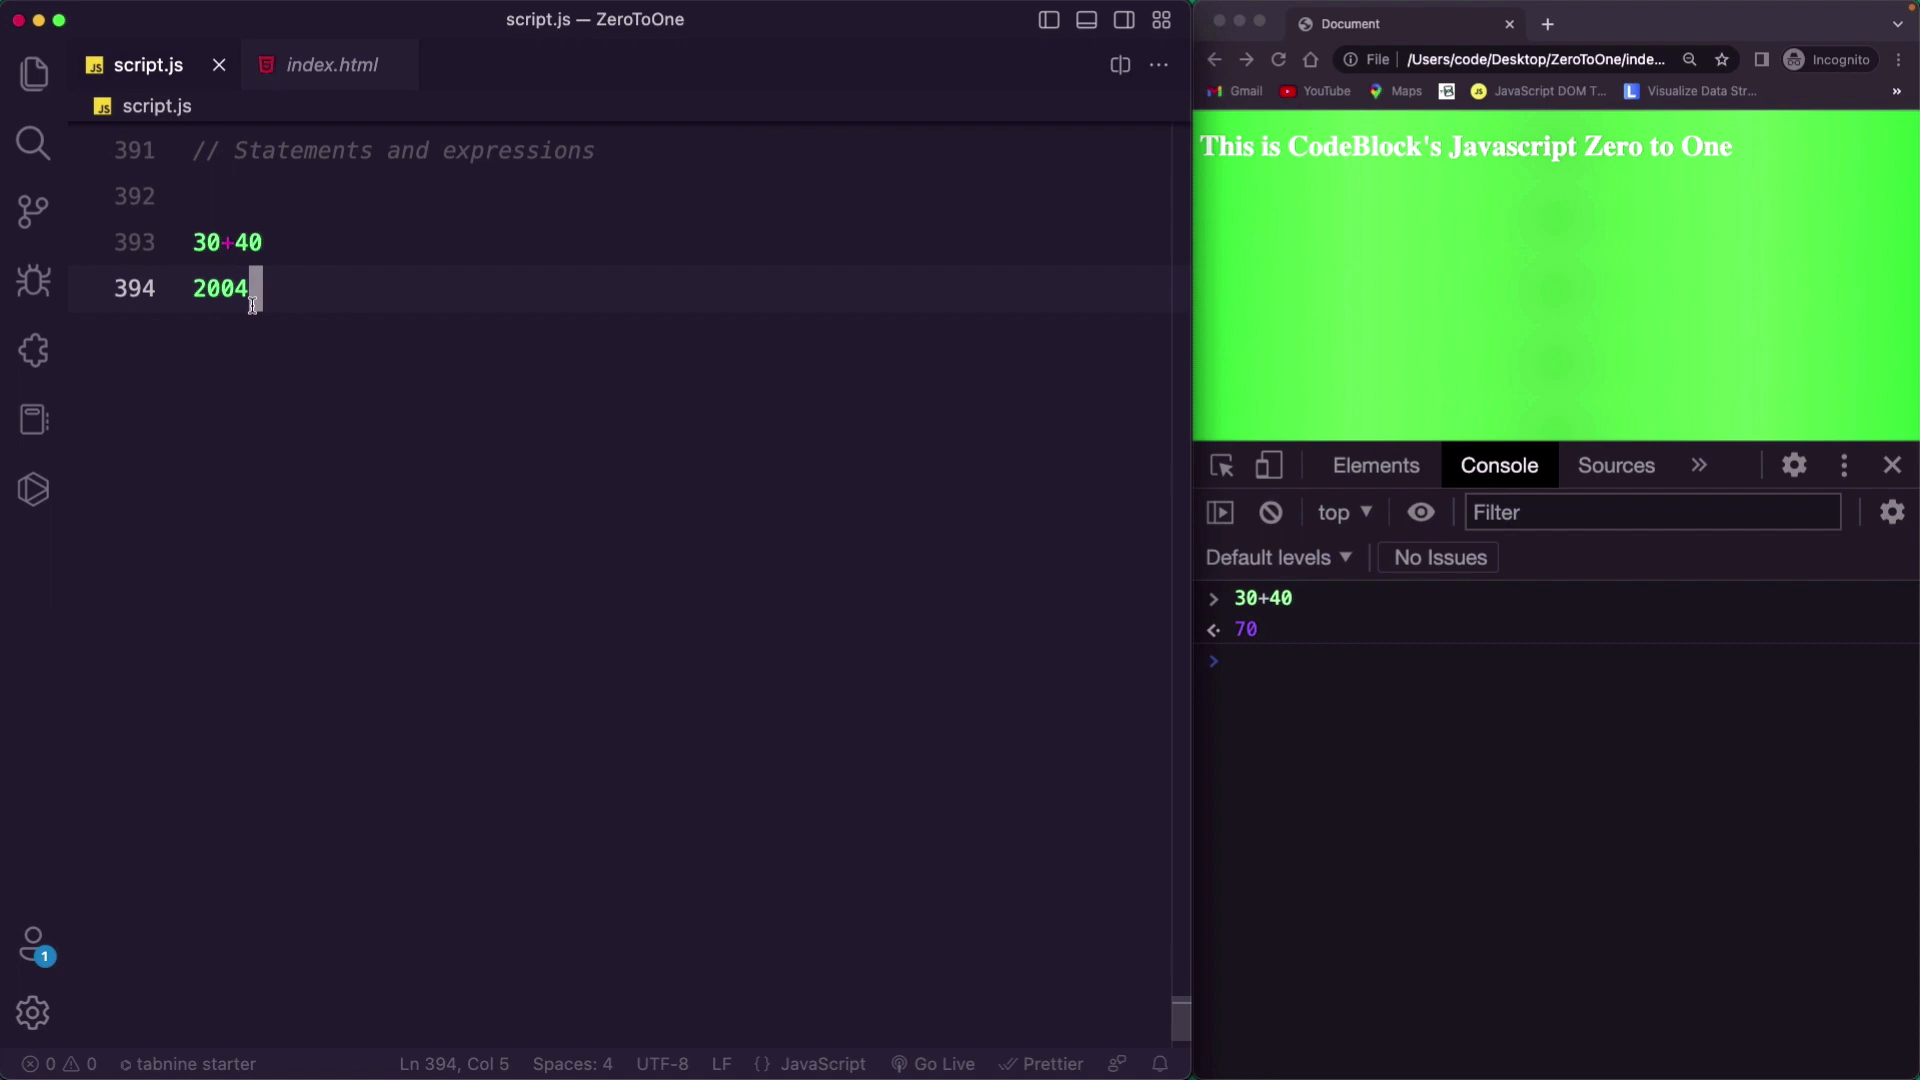 script.js — ZeroToOne
JS script.js
index.html
JS script.js
391 // Statements and expressions
392
393 30+40
394 2004
1
0 0 tabnine starter Ln 394, Col 5 Spaces: 4 UTF-8 LF {} JavaScript Go Live Prettier
Document
File /Users/code/Desktop/ZeroToOne/inde... Incognito
Gmail YouTube Maps JS JavaScript DOM T... L Visualize Data Str... »
This is CodeBlock's Javascript Zero to One
Elements Console Sources »
top Filter
Default levels No Issues
> 30+40
70
>